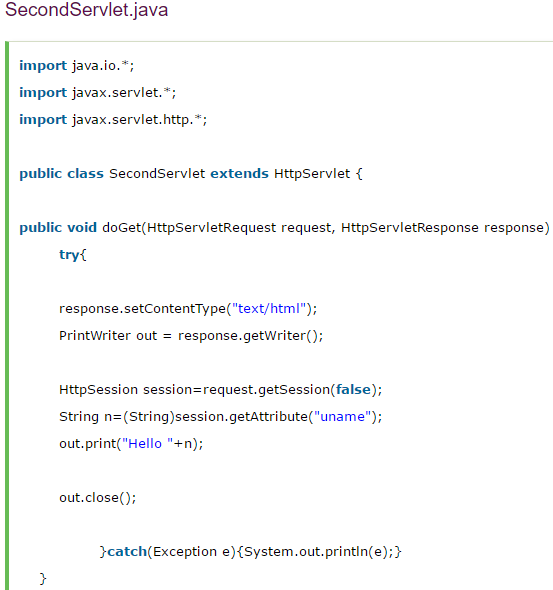 SecondServlet.java
import java.io.*;
import javax.servlet.*;
import javax.servlet.http.*;
public class SecondServlet extends HttpServlet {
public void doGet(HttpServletRequest request, HttpServletResponse response)
try{
response.setContentType("text/html");
PrintWriter out = response.getWriter();
HttpSession session=request.getSession(false);
String n=(String)session.getAttribute("uname");
out.print("Hello "+n);
out.close();
}catch(Exception e){System.out.println(e);}
}